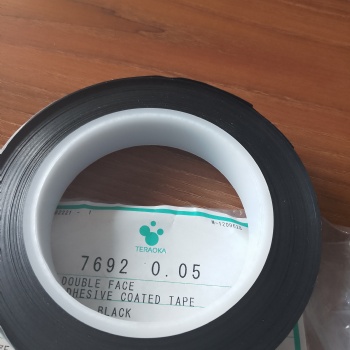 TERAOKA
7692 0.05
DOUBLE FACE
ADHESIVE COATED TAPE
BLACK